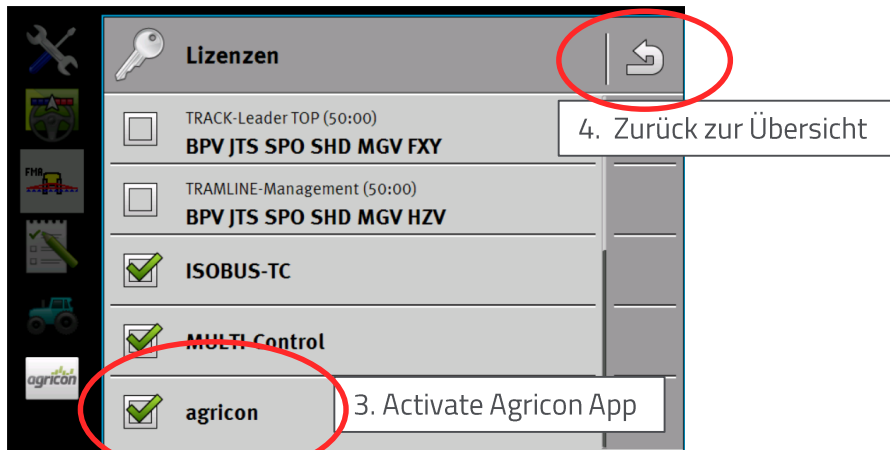 Lizenzen
TRACK-Leader TOP (50:00)
BPV JTS SPO SHD MGV FXY
4. Zurück zur Übersicht
TRAMLINE-Management (50:00)
BPV JTS SPO SHD MGV HZV
FMR
ISOBUS-TC
MULTI-Control
agricon
agricon
3. Activate Agricon App